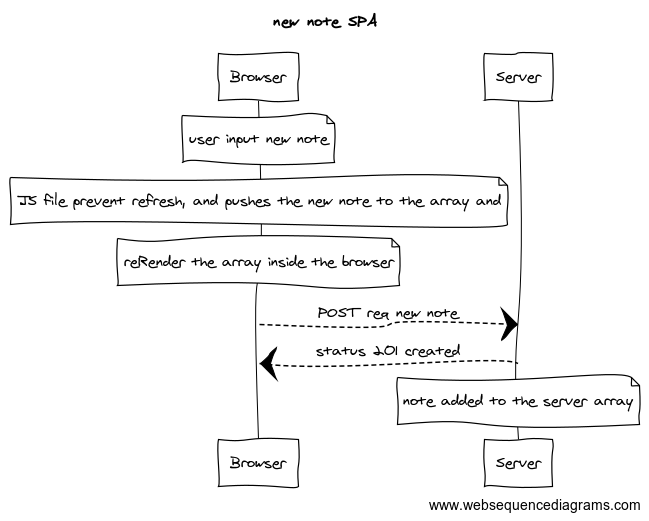 new note SPA
Browser
Server
user input new note
JS file prevent refresh, and pushes the new note to the array and
reRender the array inside the browser
POST req new note
status 201 created
note added to the server array
Browser
Server
www.websequencediagrams.com